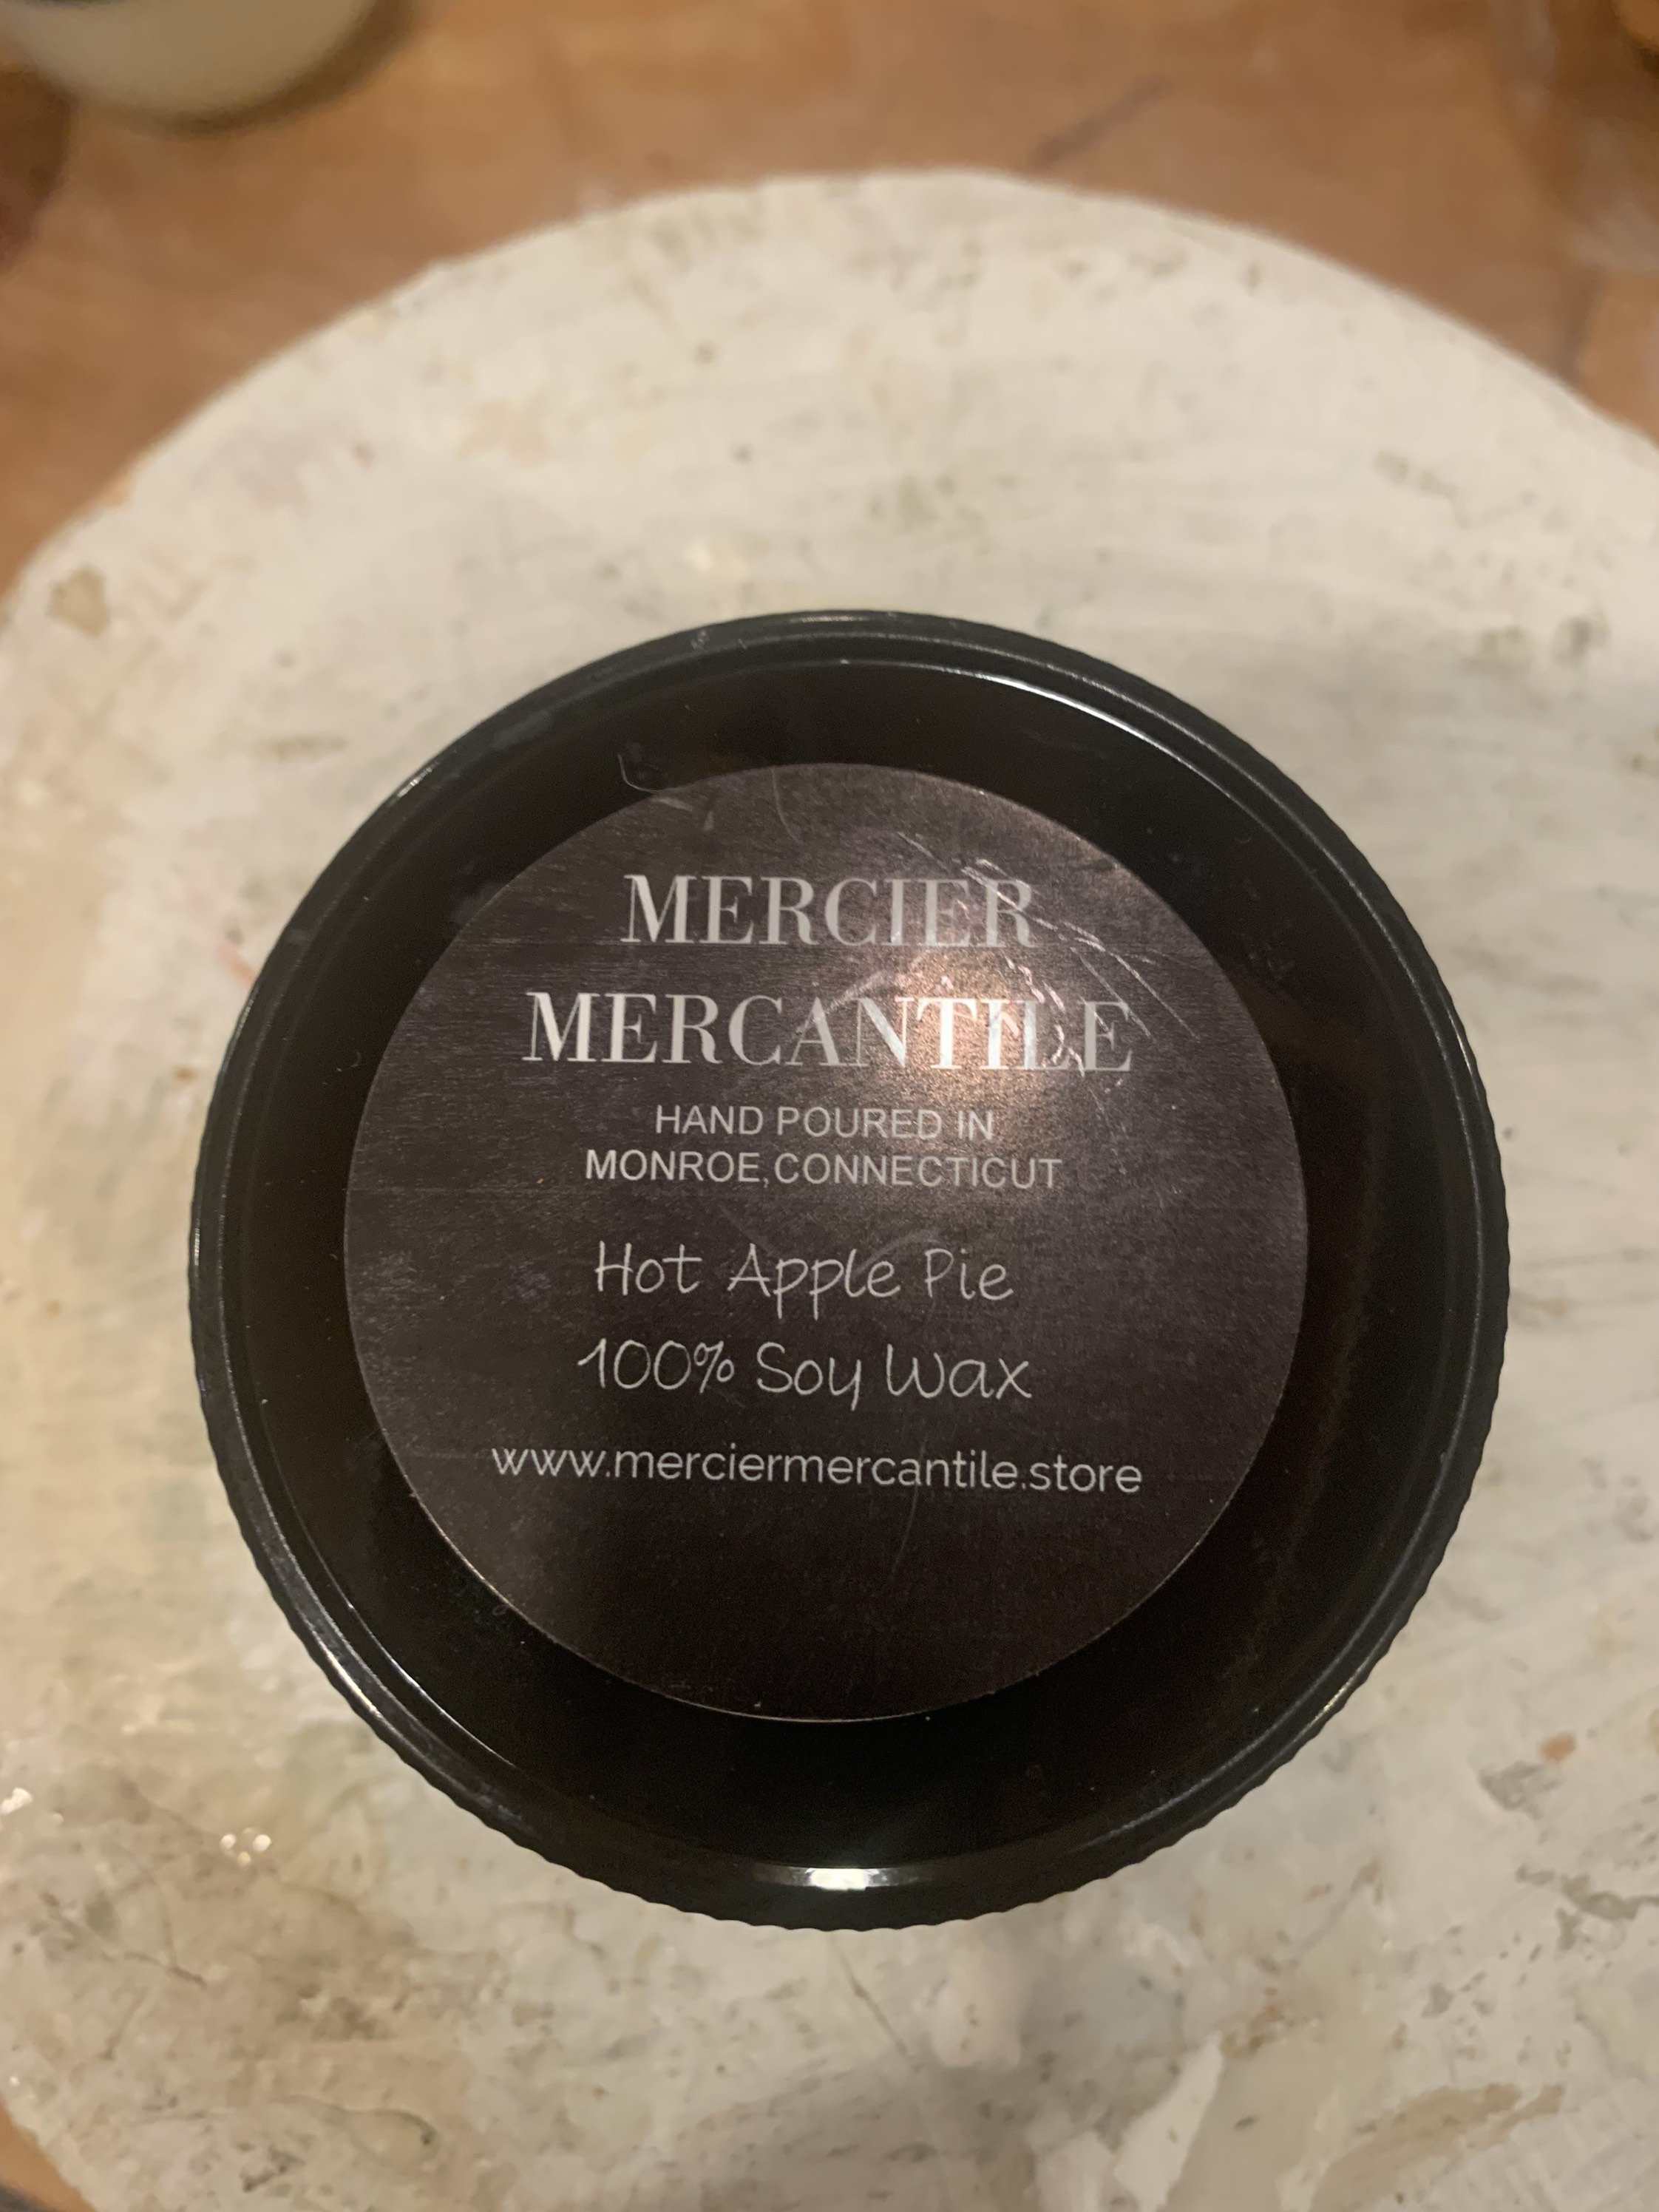 MERCIER
MERCANTILE
HAND POURED IN
MONROE,CONNECTICUT
Hot Apple Pie
100% Soy Wax
www.merciermercantile.store